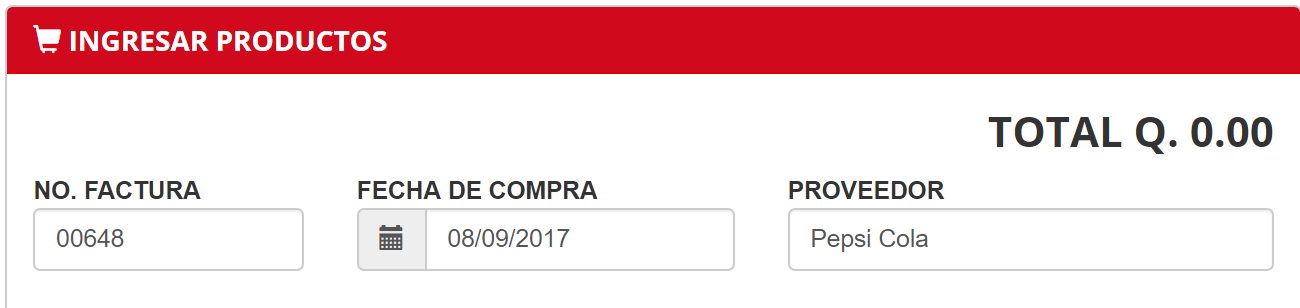 INGRESAR PRODUCTOS
TOTAL Q. 0.00
NO. FACTURA
FECHA DE COMPRA
PROVEEDOR
00648
08/09/2017
Pepsi Cola